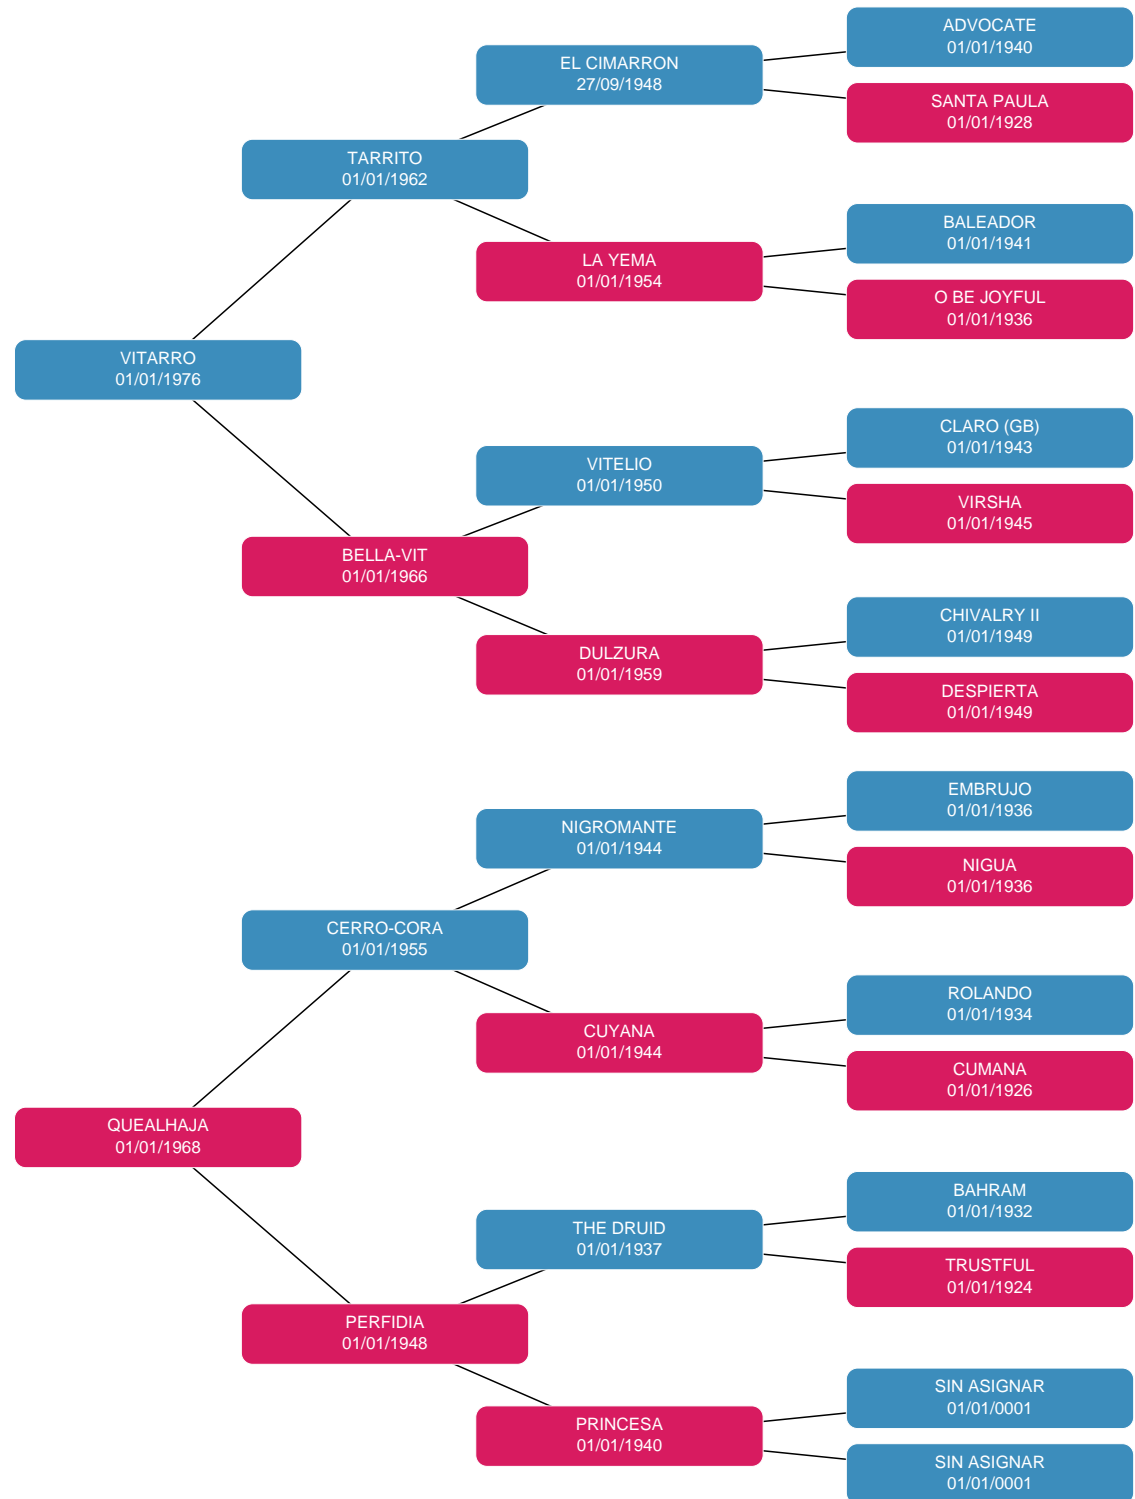 ADVOCATE
01/01/1940
EL CIMARRON
27/09/1948
SANTA PAULA
01/01/1928
TARRITO
01/01/1962
BALEADOR
01/01/1941
LA YEMA
01/01/1954
O BE JOYFUL
01/01/1936
VITARRO
01/01/1976
CLARO (GB)
01/01/1943
VITELIO
01/01/1950
VIRSHA
01/01/1945
BELLA-VIT
01/01/1966
CHIVALRY II
01/01/1949
DULZURA
01/01/1959
DESPIERTA
01/01/1949
EMBRUJO
01/01/1936
NIGROMANTE
01/01/1944
NIGUA
01/01/1936
CERRO-CORA
01/01/1955
ROLANDO
01/01/1934
CUYANA
01/01/1944
CUMANA
01/01/1926
QUEALHAJA
01/01/1968
BAHRAM
01/01/1932
THE DRUID
01/01/1937
TRUSTFUL
01/01/1924
PERFIDIA
01/01/1948
SIN ASIGNAR
01/01/0001
PRINCESA
01/01/1940
SIN ASIGNAR
01/01/0001